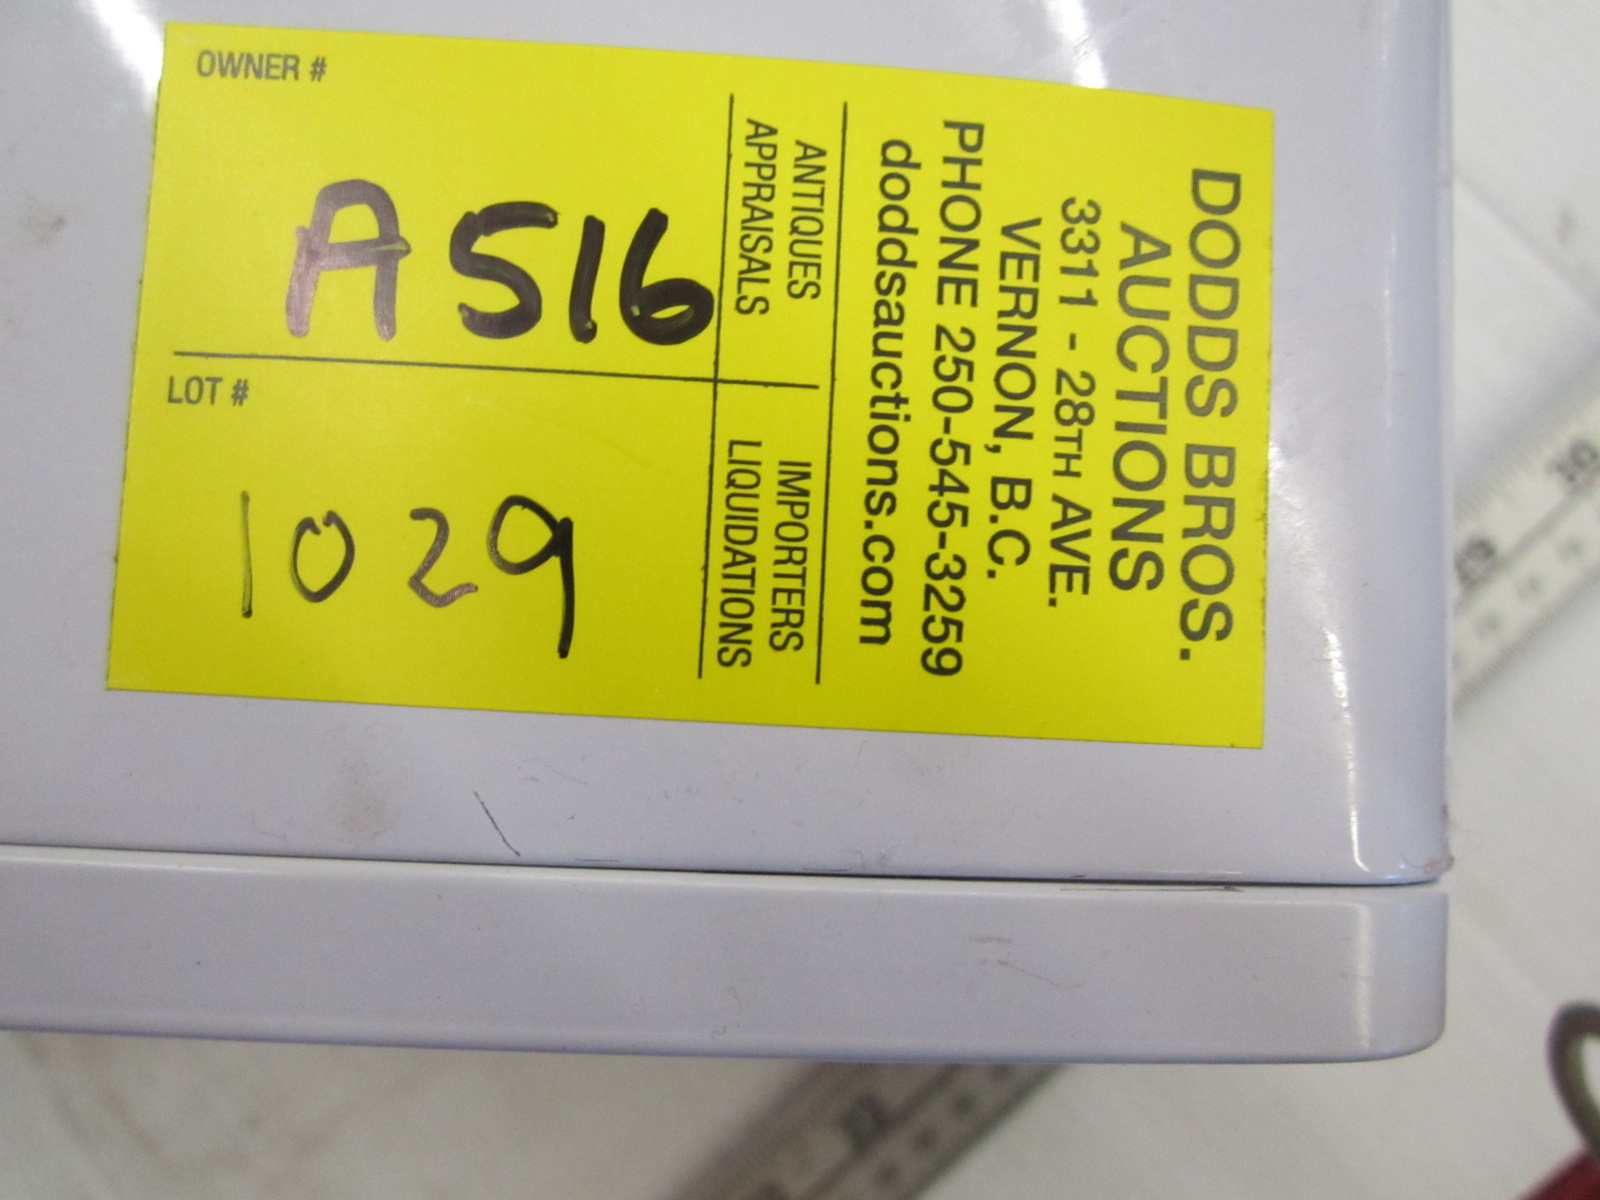 DODDS BROS.
AUCTIONS
3311 - 28TH AVE.
VERNON, B.C.
PHONE 250-545-3259
doddsauctions.com
ANTIQUES
APPRAISALS
IMPORTERS
LIQUIDATIONS
OWNER #
A516
LOT #
1029